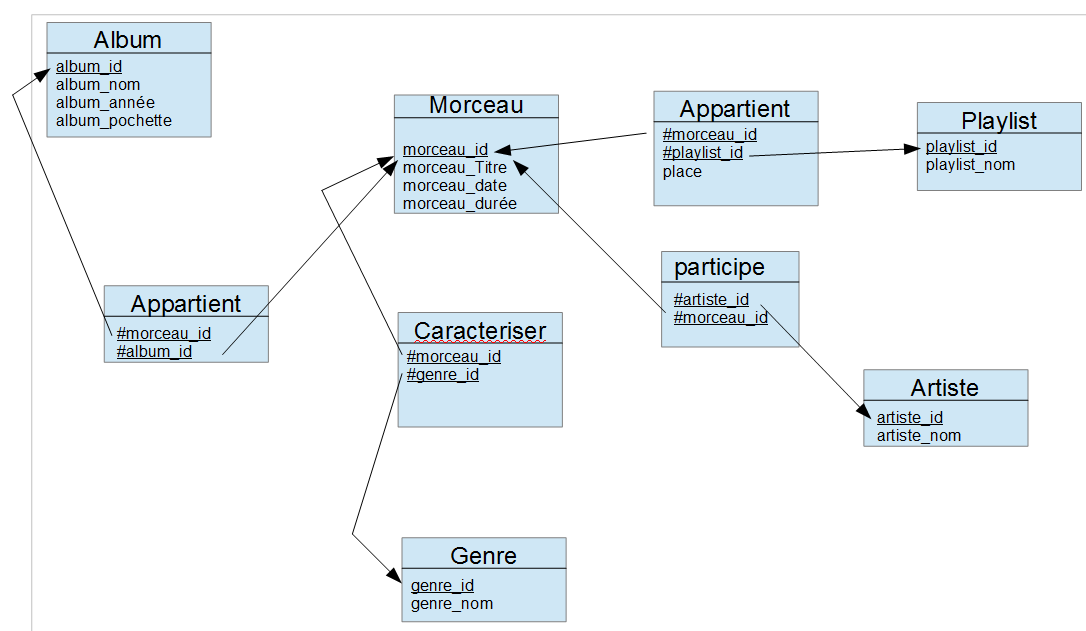 Album
album_id
album_nom
album_année
album_pochette
Morceau
morceau_id
morceau_Titre
morceau_date
morceau_durée
Appartient
#morceau_id
#playlist_id
place
Playlist
playlist_id
playlist_nom
Appartient
#morceau_id
#album_id
Caracteriser
#morceau_id
#genre_id
participe
#artiste_id
#morceau_id
Artiste
artiste_id
artiste_nom
Genre
genre_id
genre_nom